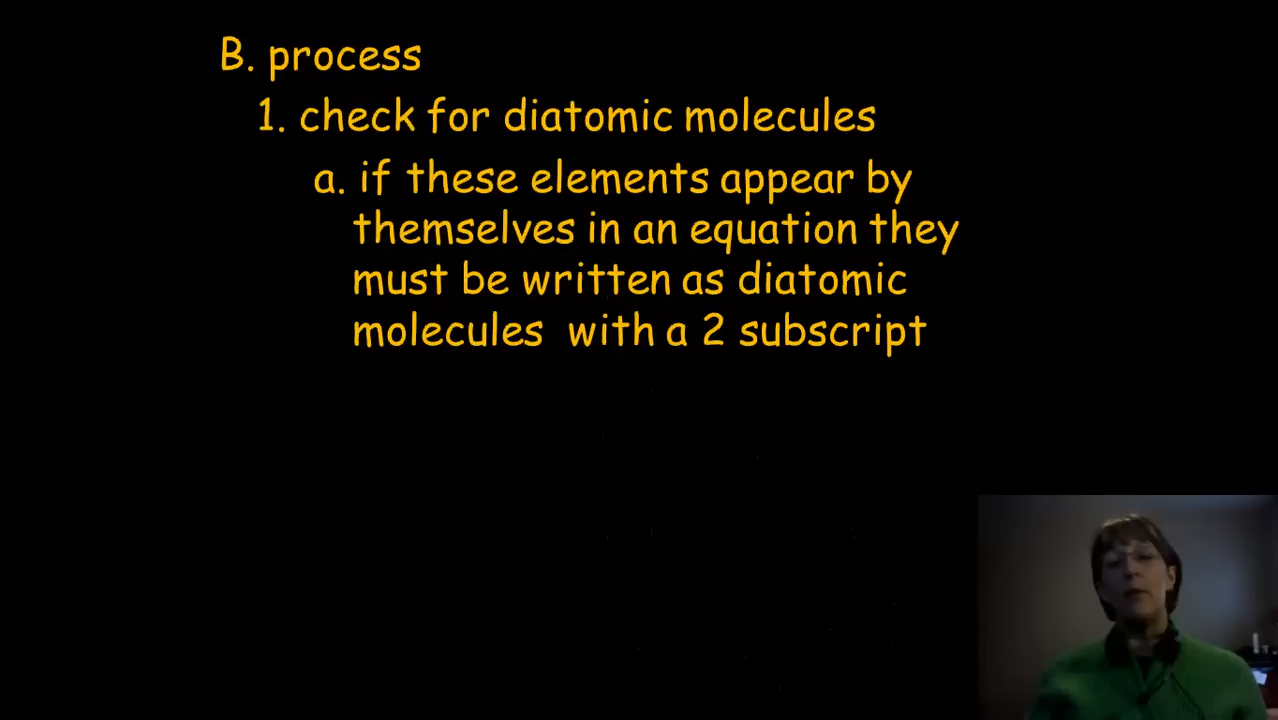 B. process
1. check for diatomic molecules
a. if these elements appear by
themselves in an equation they
must be written as diatomic
molecules with a 2 subscript